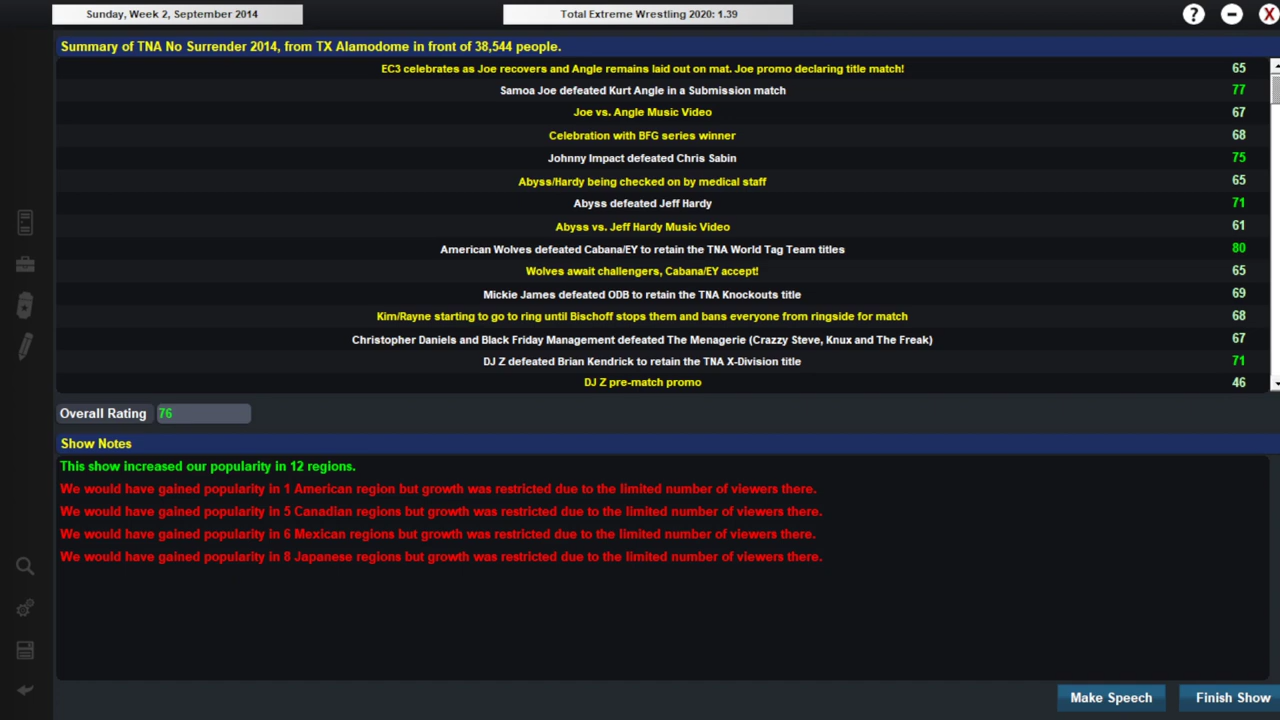 Sunday, Week 2, September 2014
Total Extreme Wrestling 2020: 1.39
?
X
Summary of TNA No Surrender 2014, from TX Alamodome in front of 38,544 people.
EC3 celebrates as Joe recovers and Angle remains laid out on mat. Joe promo declaring title match! 65
Samoa Joe defeated Kurt Angle in a Submission match 77
Joe vs. Angle Music Video 67
Celebration with BFG series winner 68
Johnny Impact defeated Chris Sabin 75
Abyss/Hardy being checked on by medical staff 65
Abyss defeated Jeff Hardy 71
Abyss vs. Jeff Hardy Music Video 61
American Wolves defeated Cabana/EY to retain the TNA World Tag Team titles 80
Wolves await challengers, Cabana/EY accept! 65
Mickie James defeated ODB to retain the TNA Knockouts title 69
Kim/Rayne starting to go to ring until Bischoff stops them and bans everyone from ringside for match 68
Christopher Daniels and Black Friday Management defeated The Menagerie (Crazzy Steve, Knux and The Freak) 67
DJ Z defeated Brian Kendrick to retain the TNA X-Division title 71
DJ Z pre-match promo 46
Overall Rating 76
Show Notes
This show increased our popularity in 12 regions.
We would have gained popularity in 1 American region but growth was restricted due to the limited number of viewers there.
We would have gained popularity in 5 Canadian regions but growth was restricted due to the limited number of viewers there.
We would have gained popularity in 6 Mexican regions but growth was restricted due to the limited number of viewers there.
We would have gained popularity in 8 Japanese regions but growth was restricted due to the limited number of viewers there.
Make Speech
Finish Show